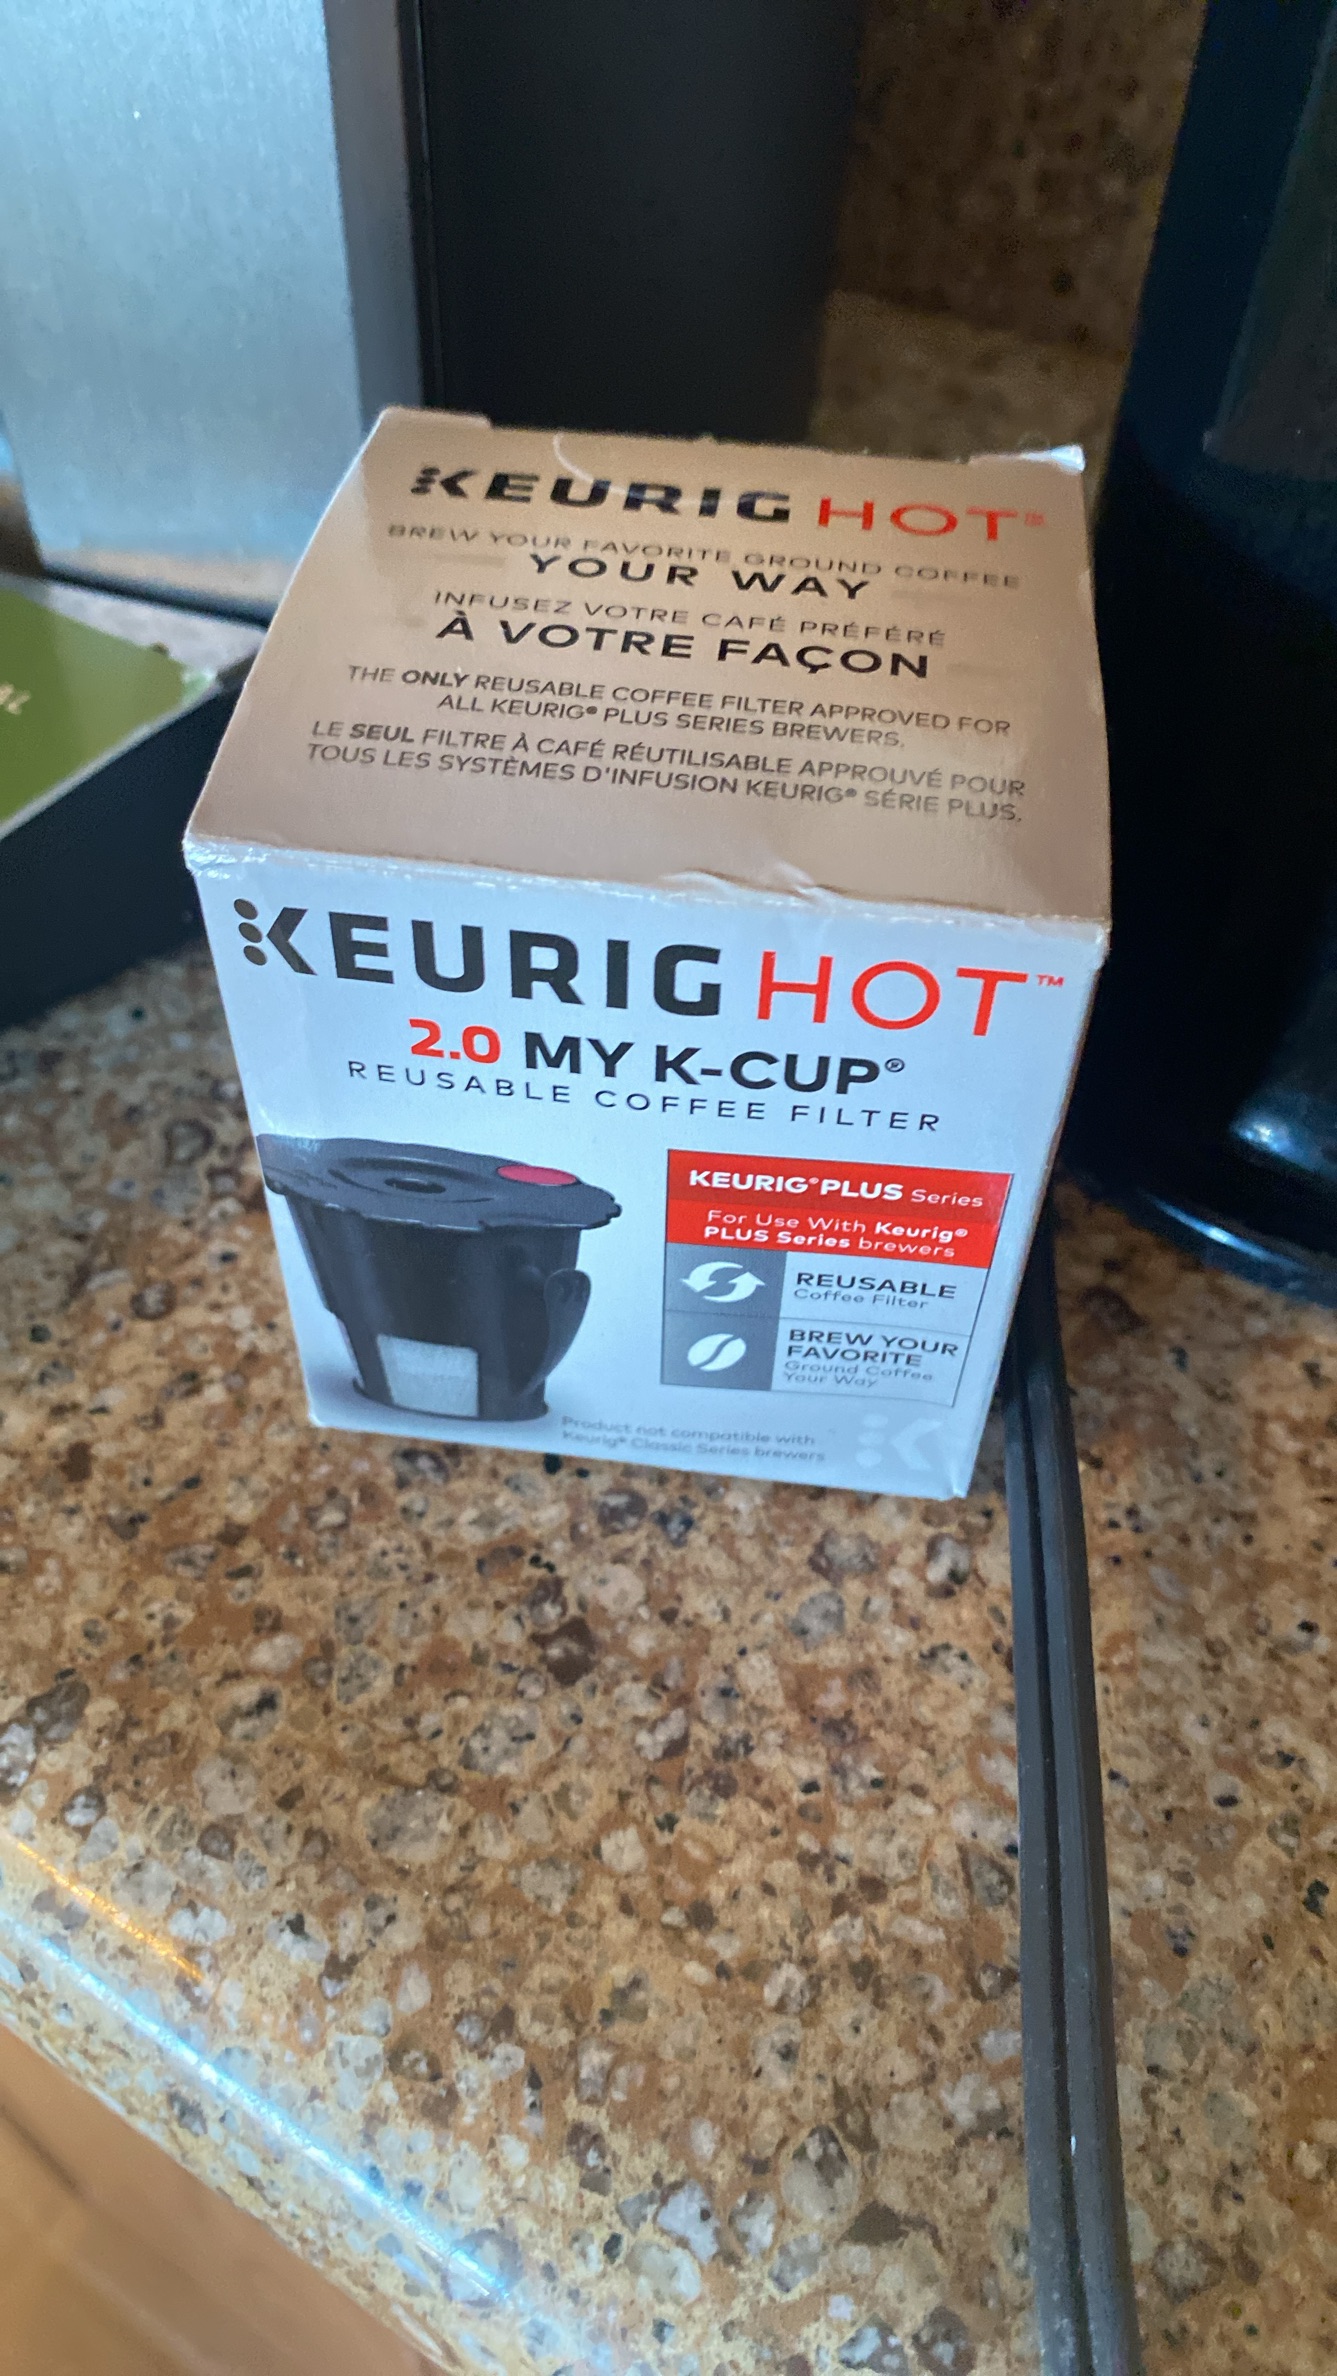 KEURIG HOT™
BREW YOUR FAVORITE GROUND COFFEE
YOUR WAY
INFUSEZ VOTRE CAFÉ PRÉFÉRÉ
À VOTRE FAÇON
THE ONLY REUSABLE COFFEE FILTER APPROVED FOR
ALL KEURIG® PLUS SERIES BREWERS.
LE SEUL FILTRE À CAFÉ RÉUTILISABLE APPROUVÉ POUR
TOUS LES SYSTÈMES D'INFUSION KEURIG® SÉRIE PLUS.
KEURIG HOT™
2.0 MY K-CUP®
REUSABLE COFFEE FILTER
KEURIG® PLUS Series
For Use With Keurig®
PLUS Series brewers
REUSABLE
Coffee Filter
BREW YOUR
FAVORITE
Ground Coffee
Your Way
Product not compatible with
Keurig® Classic Series brewers